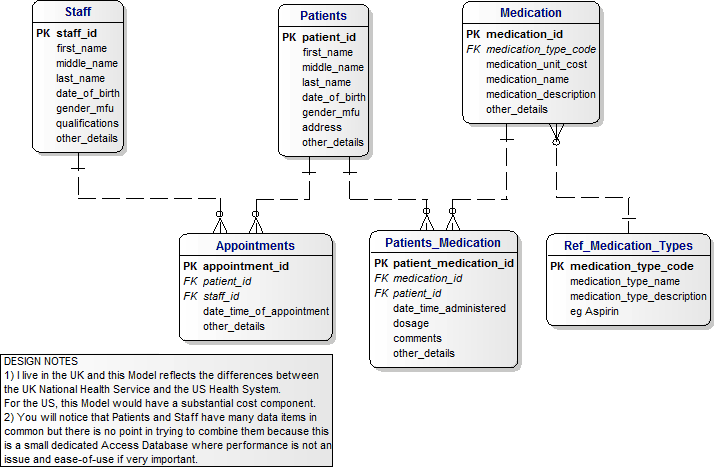 Staff
PK staff_id
first_name
middle_name
last_name
date_of_birth
gender_mfu
qualifications
other_details
Patients
PK patient_id
first_name
middle_name
last_name
date_of_birth
gender_mfu
address
other_details
Medication
PK medication_id
FK medication_type_code
medication_unit_cost
medication_name
medication_description
other_details
Appointments
PK appointment_id
FK patient_id
FK staff_id
date_time_of_appointment
other_details
Patients_Medication
PK patient_medication_id
FK medication_id
FK patient_id
date_time_administered
dosage
comments
other_details
Ref_Medication_Types
PK medication_type_code
medication_type_name
medication_type_description
eg Aspirin
DESIGN NOTES
1) I live in the UK and this Model reflects the differences between
the UK National Health Service and the US Health System.
For the US, this Model would have a substantial cost component.
2) You will notice that Patients and Staff have many data items in
common but there is no point in trying to combine them because this
is a small dedicated Access Database where performance is not an
issue and ease-of-use if very important.